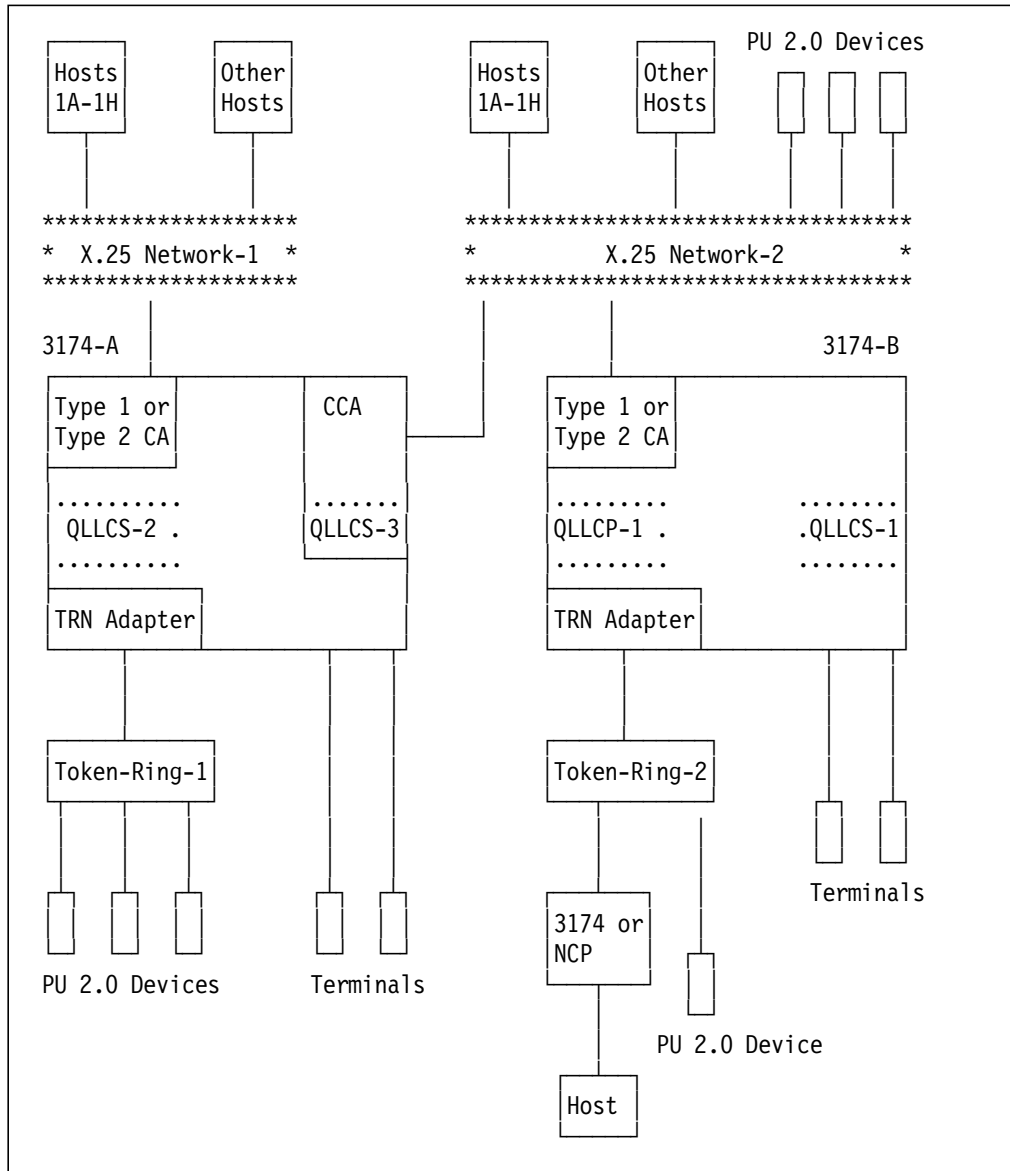 PU 2.0 Devices
Hosts 1A-1H
Other Hosts
Hosts 1A-1H
Other Hosts
********************
***********************************
* X.25 Network-1 *
* X.25 Network-2 *
********************
***********************************
3174-A
3174-B
Type 1 or
Type 2 CA
CCA
Type 1 or
Type 2 CA
..........
.......
.........
........
QLLCS-2 .
QLLCS-3
QLLCP-1 .
.QLLCS-1
..........
.........
........
TRN Adapter
TRN Adapter
Token-Ring-1
Token-Ring-2
Terminals
3174 or
NCP
PU 2.0 Devices
Terminals
PU 2.0 Device
Host